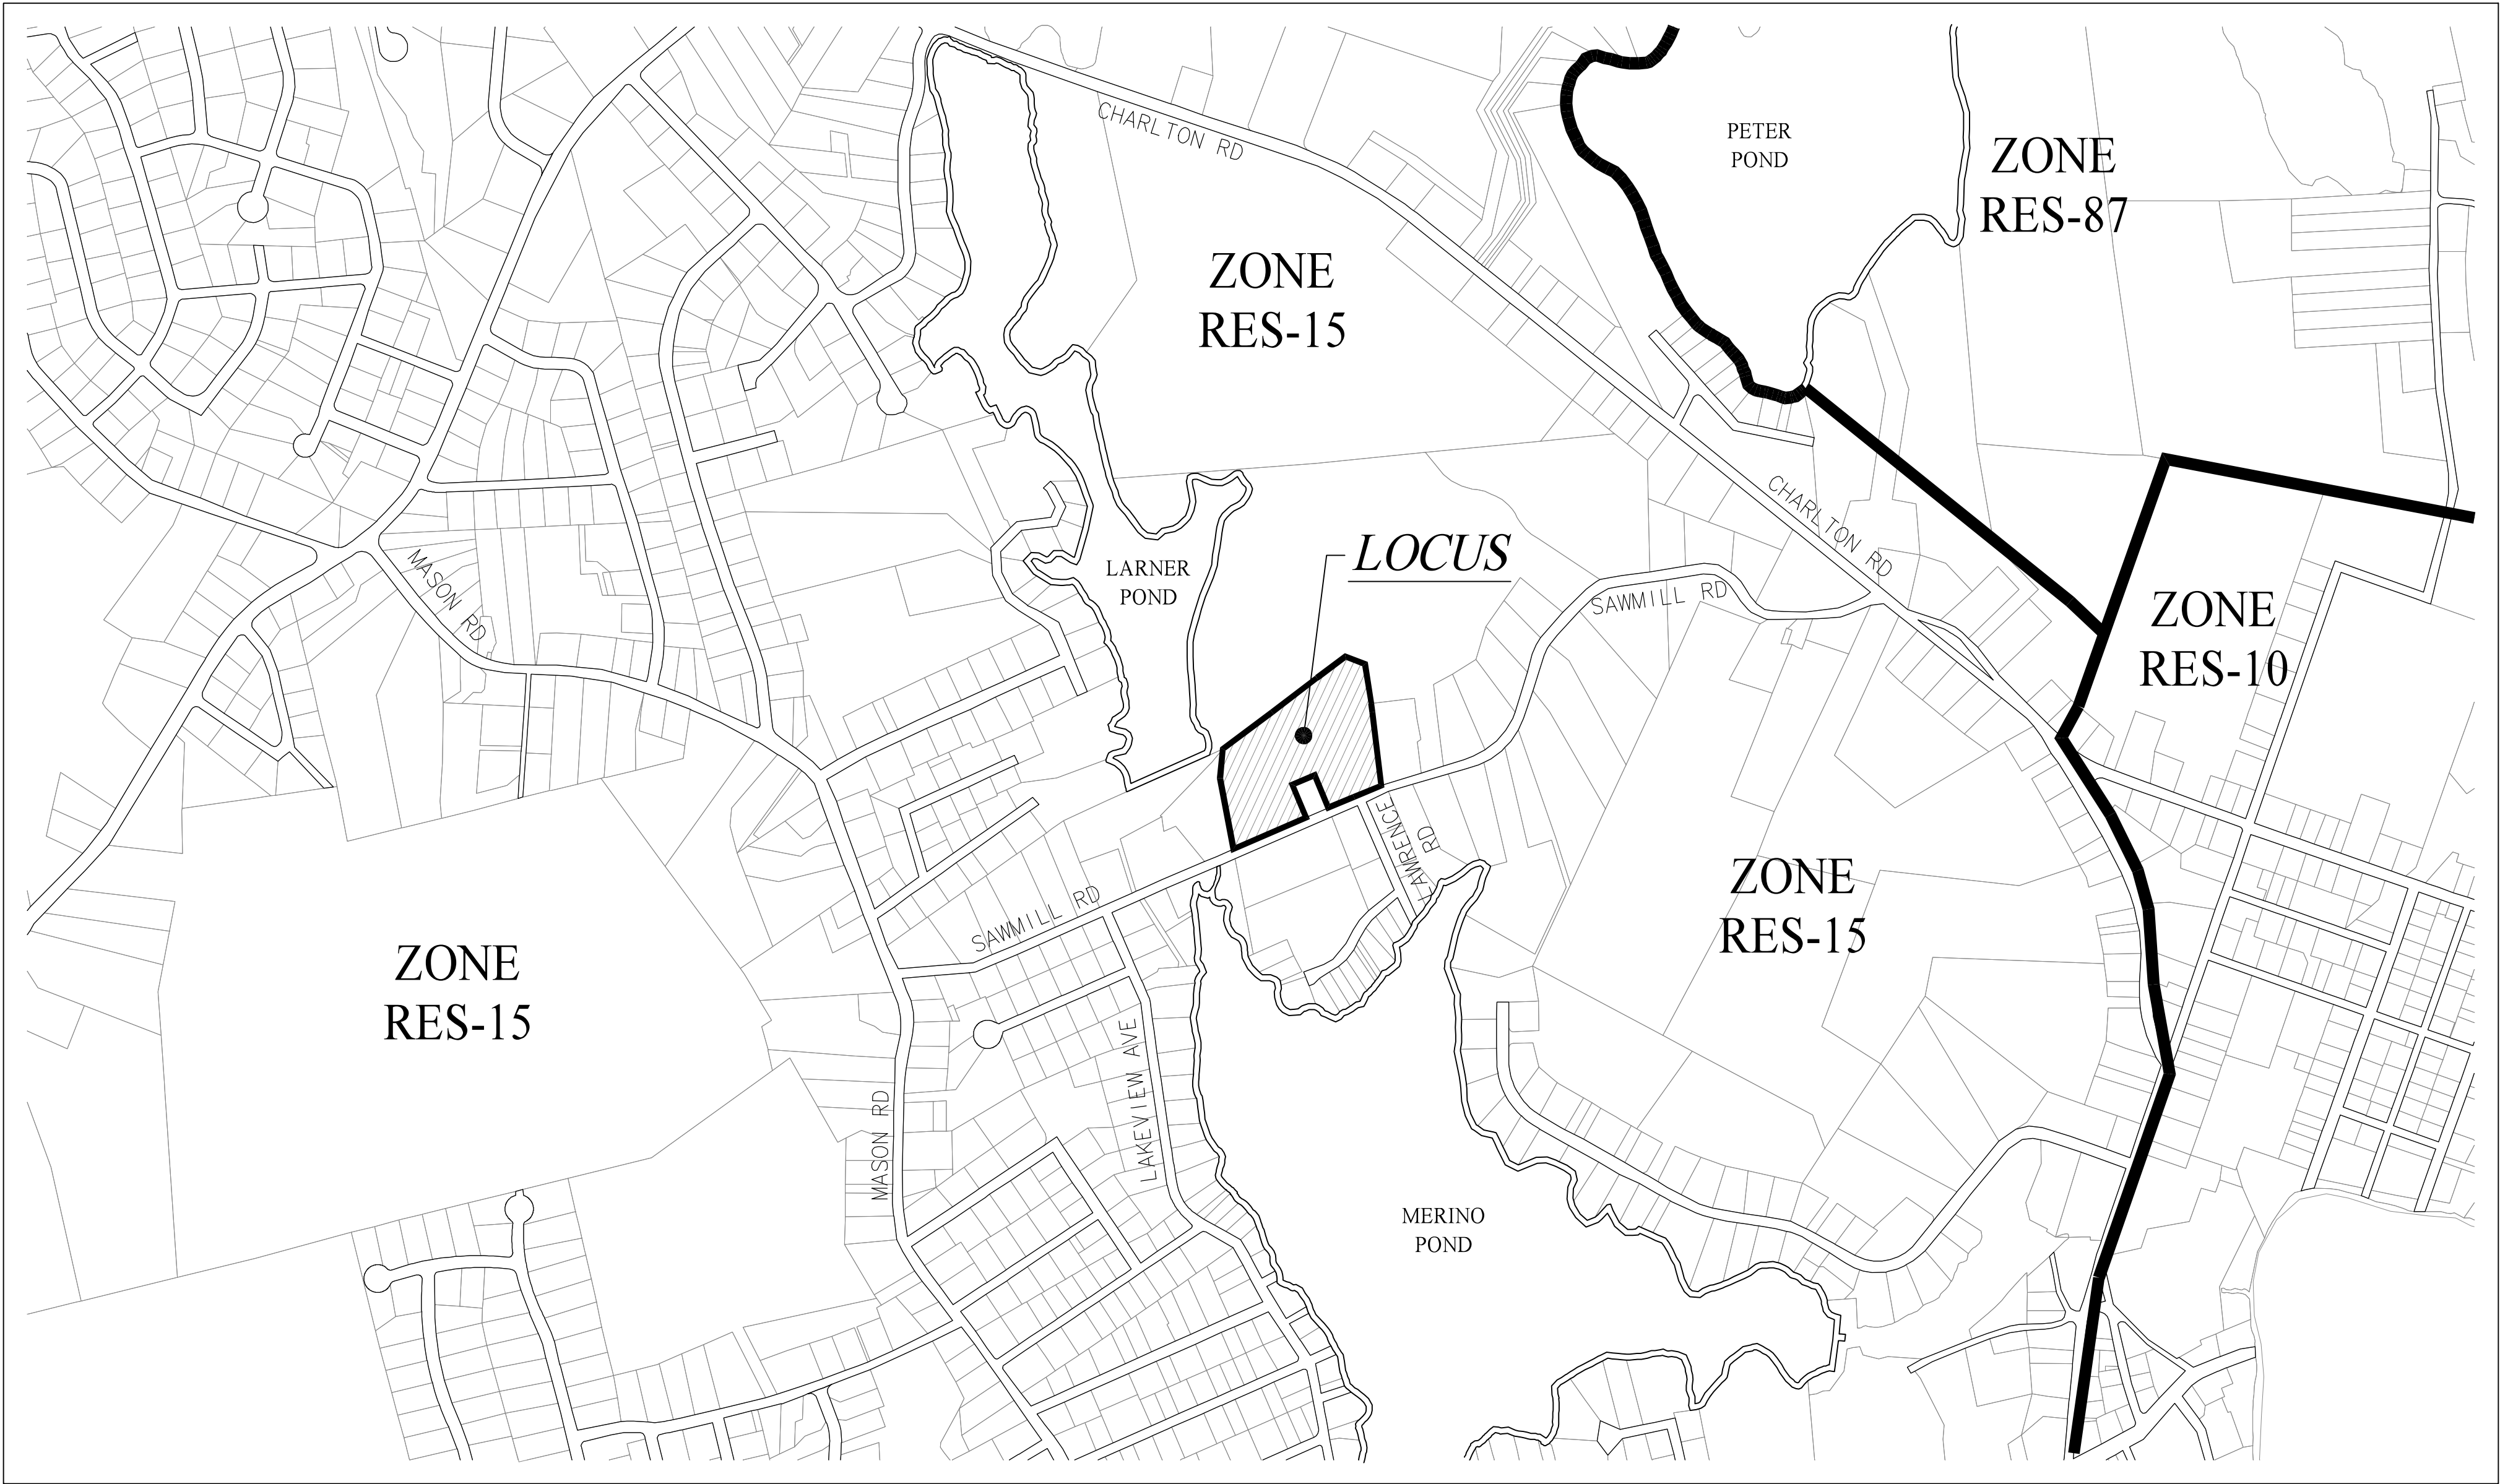 CHARLTON RD
PETER
POND
ZONE
RES-87
ZONE
RES-15
CHARLTON RD
LOCUS
MASON RD
LARNER
POND
SAWMILL RD
ZONE
RES-10
LAWRENCE
RD
ZONE
RES-15
SAWMILL RD
ZONE
RES-15
LAKEVIEW AVE
MASON RD
MERINO
POND